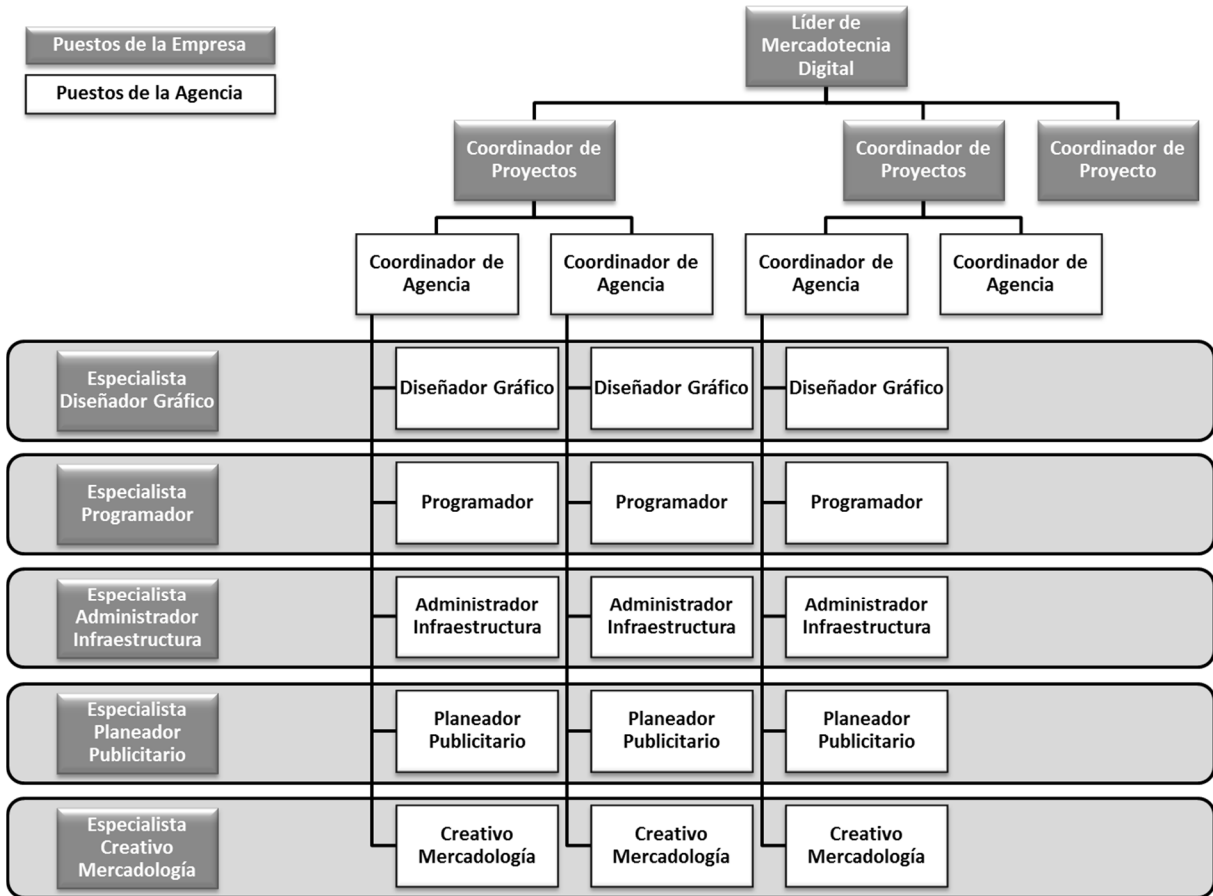 Puestos de la Empresa
Puestos de la Agencia
Líder de
Mercadotecnia
Digital
Coordinador de
Proyectos
Coordinador de
Proyectos
Coordinador de
Proyecto
Coordinador de
Agencia
Coordinador de
Agencia
Coordinador de
Agencia
Coordinador de
Agencia
Especialista
Diseñador Gráfico
Diseñador Gráfico
Diseñador Gráfico
Diseñador Gráfico
Especialista
Programador
Programador
Programador
Programador
Especialista
Administrador
Infraestructura
Administrador
Infraestructura
Administrador
Infraestructura
Administrador
Infraestructura
Especialista
Planeador
Publicitario
Planeador
Publicitario
Planeador
Publicitario
Planeador
Publicitario
Especialista
Creativo
Mercadología
Creativo
Mercadología
Creativo
Mercadología
Creativo
Mercadología